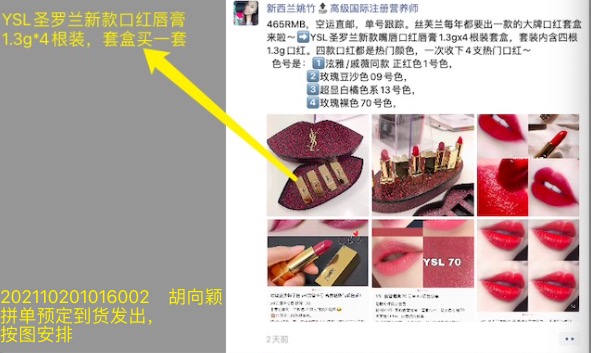 YSL圣罗兰新款口红唇膏
1.3g*4根装，套盒买一套
202110201016002 胡向颖
拼单预定到货发出，
按图安排
新西兰姚竹 高级国际注册营养师
465RMB，空运直邮，单号跟踪。丝芙兰每年都要出一款的大牌口红套盒
来啦~➡YSL圣罗兰新款嘴唇口红唇膏1.3gx4根装套盒，套装内含四根
1.3g口红。四款口红都是热门颜色，一次收下4支热门口红~
色号是： 1 泫雅/戚薇同款 正红色1号色，
2 玫瑰豆沙色09号色，
3 超显白橘色系13号色，
4 玫瑰裸色70号色，
YSL 70
2天前